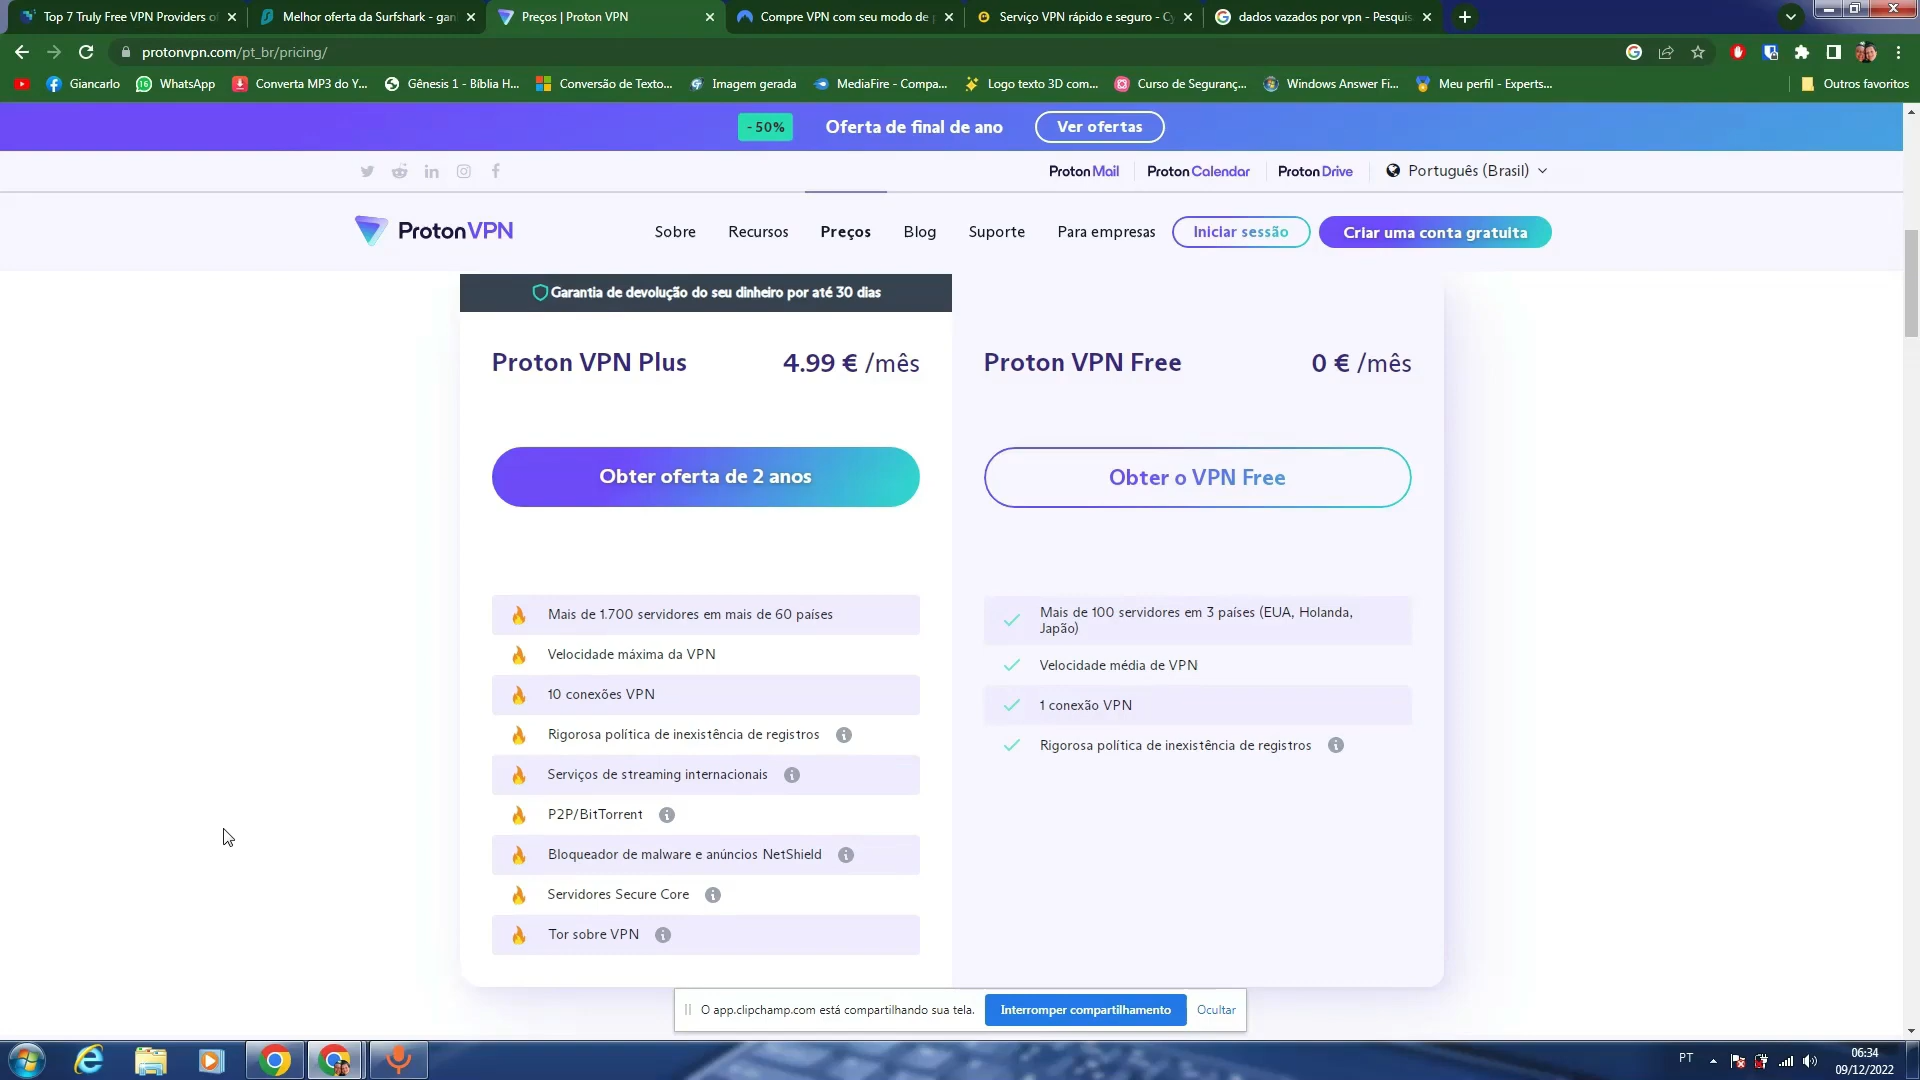 Top 7 Truly Free VPN Providers o
Melhor oferta da Surfshark - gan
Preços | Proton VPN
Compre VPN com seu modo de p
Serviço VPN rápido e seguro - Cy
dados vazados por vpn - Pesquis
protonvpn.com/pt_br/pricing/
Giancarlo
WhatsApp
Converta MP3 do Y...
Gênesis 1 - Bíblia H...
Conversão de Texto...
Imagem gerada
MediaFire - Compa...
Logo texto 3D com...
Curso de Seguranç...
Windows Answer Fi...
Meu perfil - Experts...
Outros favoritos
- 50%
Oferta de final de ano
Ver ofertas
Proton Mail
Proton Calendar
Proton Drive
Português (Brasil)
ProtonVPN
Sobre
Recursos
Preços
Blog
Suporte
Para empresas
Iniciar sessão
Criar uma conta gratuita
Garantia de devolução do seu dinheiro por até 30 dias
Proton VPN Plus
4.99 € /mês
Obter oferta de 2 anos
Mais de 1.700 servidores em mais de 60 países
Velocidade máxima da VPN
10 conexões VPN
Rigorosa política de inexistência de registros
Serviços de streaming internacionais
P2P/BitTorrent
Bloqueador de malware e anúncios NetShield
Servidores Secure Core
Tor sobre VPN
Proton VPN Free
0 € /mês
Obter o VPN Free
Mais de 100 servidores em 3 países (EUA, Holanda,
Japão)
Velocidade média de VPN
1 conexão VPN
Rigorosa política de inexistência de registros
O app.clipchamp.com está compartilhando sua tela.
Interromper compartilhamento
Ocultar
PT
06:34
09/12/2022